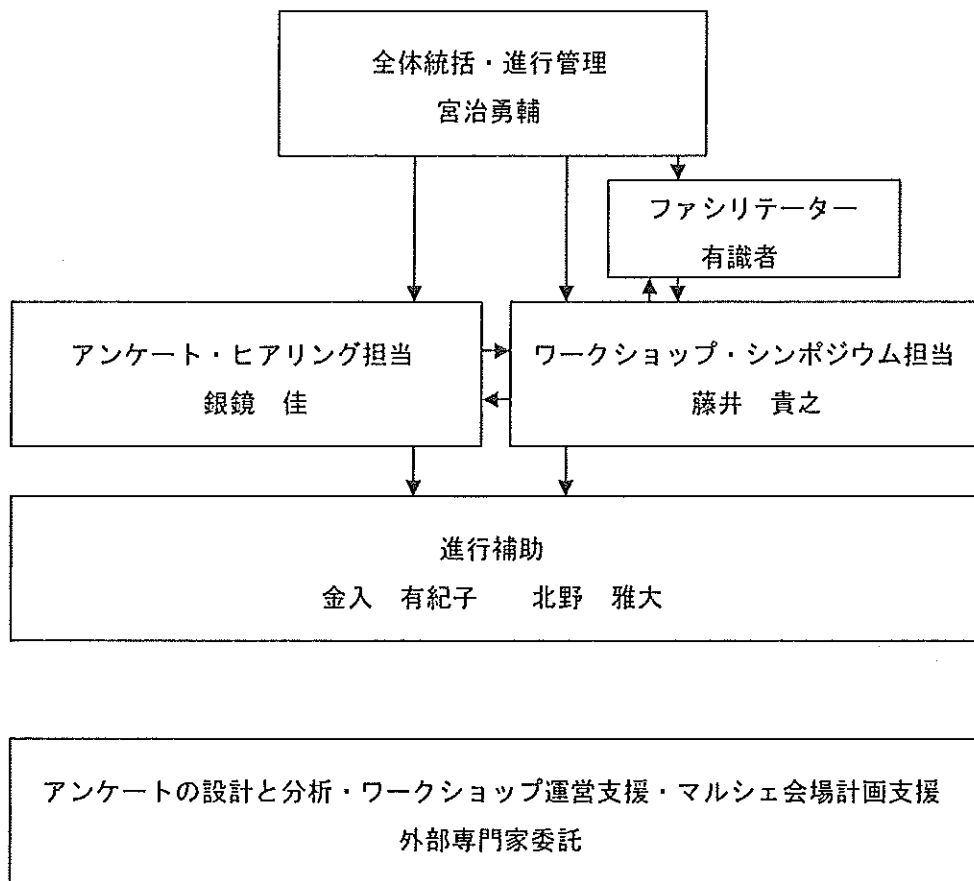 全体統括・進行管理
宮治勇輔
ファシリテーター
有識者
アンケート・ヒアリング担当
銀鏡　佳
ワークショップ・シンポジウム担当
藤井　貴之
進行補助
金入　有紀子　　北野　雅大
アンケートの設計と分析・ワークショップ運営支援・マルシェ会場計画支援
外部専門家委託